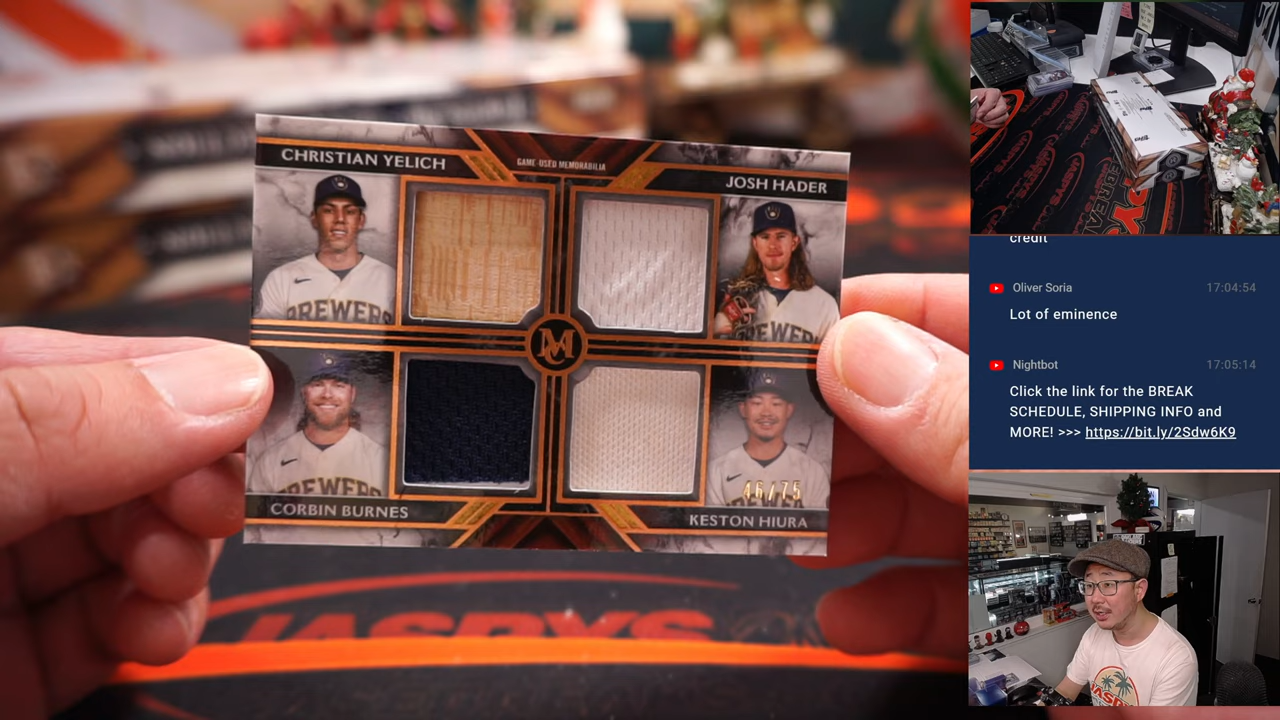 CHRISTIAN YELICH
GAME-USED MEMORABILIA
JOSH HADER
BREWERS
BREWERS
M
BREWERS
BREWERS
46/75
CORBIN BURNES
KESTON HIURA
JASPYS
credit
Oliver Soria
17:04:54
Lot of eminence
Nightbot
17:05:14
Click the link for the BREAK
SCHEDULE, SHIPPING INFO and
MORE! >>> https://bit.ly/2Sdw6K9